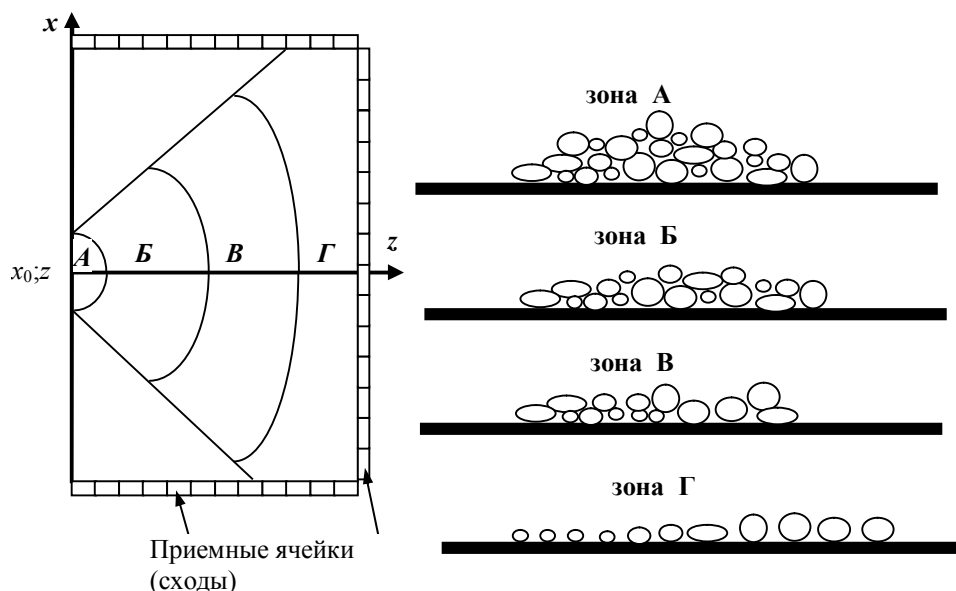 x
зона А
зона Б
z
А Б В Г
x₀;z
зона В
зона Г
Приемные ячейки
(сходы)